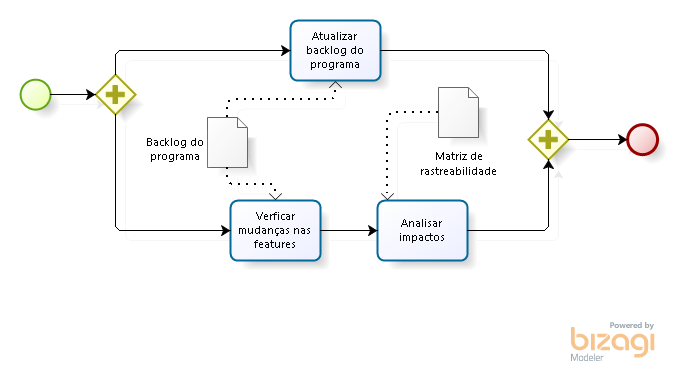 Atualizar
backlog do
programa
Backlog do
programa
Matriz de
rastreabilidade
Verficar
mudanças nas
features
Analisar
impactos
Powered by
bizagi
Modeler